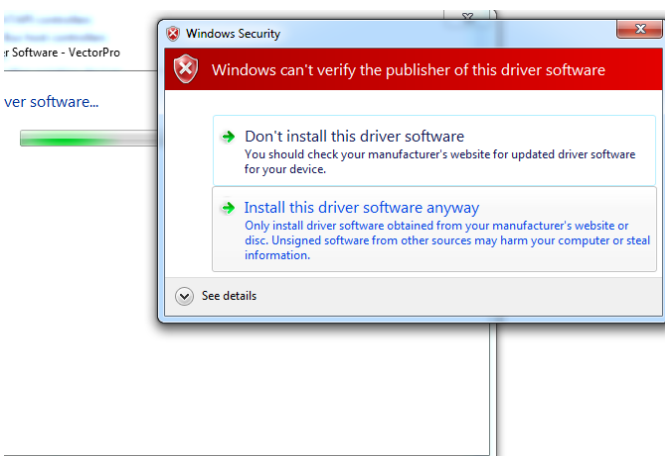 r Software - VectorPro
ver software...
Windows Security
Windows can't verify the publisher of this driver software
Don't install this driver software
You should check your manufacturer's website for updated driver software
for your device.
Install this driver software anyway
Only install driver software obtained from your manufacturer's website or
disc. Unsigned software from other sources may harm your computer or steal
information.
See details